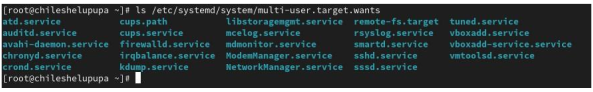 [root@chileshelupupa ~]# ls /etc/systemd/system/multi-user.target.wants
atd.service cups.path libstoragemgmt.service remote-fs.target tuned.service
auditd.service cups.service mcelog.service rsyslog.service vboxadd.service
avahi-daemon.service firewalld.service mdmonitor.service smartd.service vboxadd-service.service
chronyd.service irqbalance.service ModemManager.service sshd.service vmtoolsd.service
crond.service kdump.service NetworkManager.service sssd.service
[root@chileshelupupa ~]#